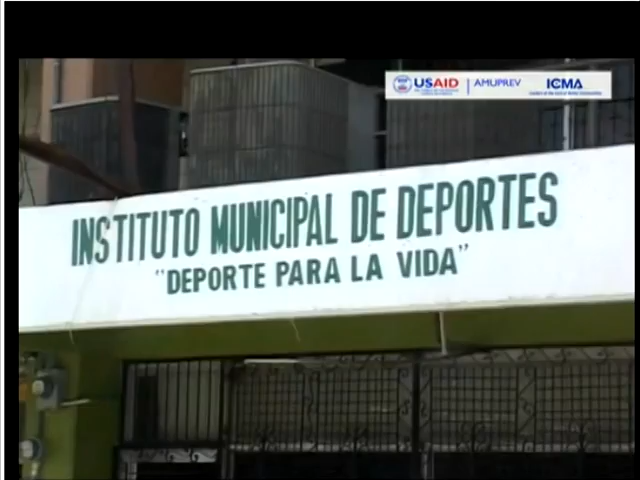 USAID
AMUPREV
ICMA
INSTITUTO MUNICIPAL DE DEPORTES
"DEPORTE PARA LA VIDA"